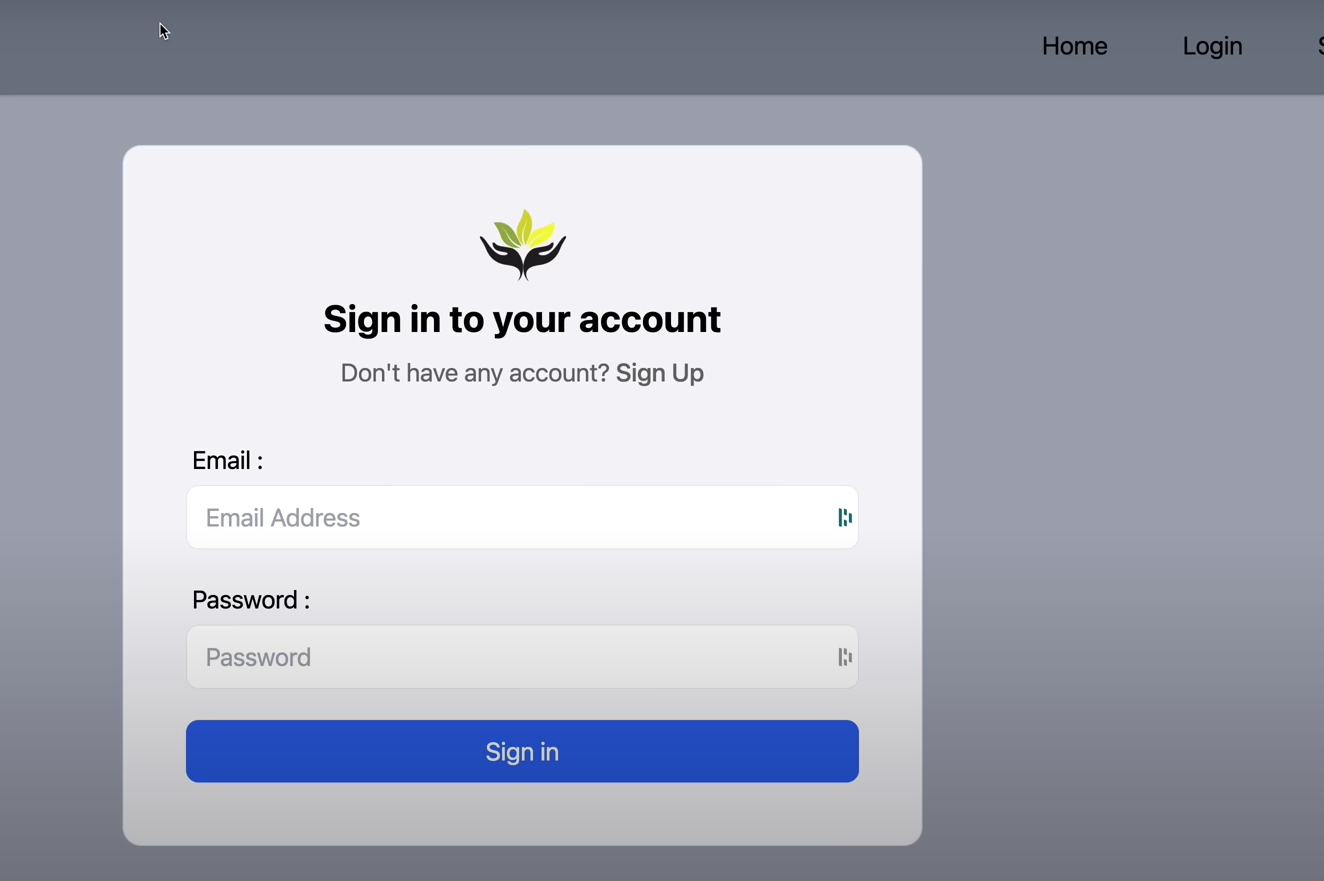 Home Login
Sign in to your account
Don't have any account? Sign Up
Email :
Email Address
Password :
Password
Sign in